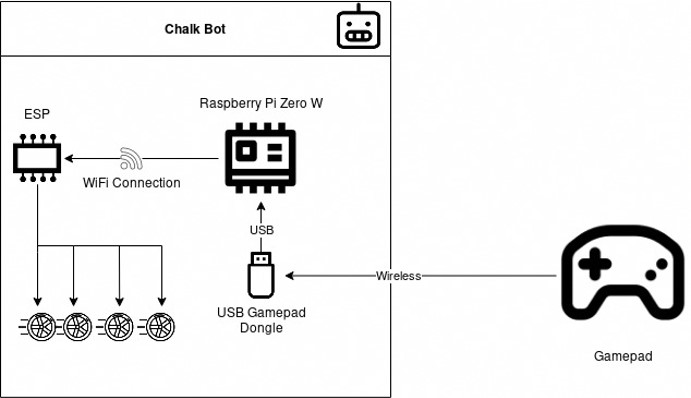 Chalk Bot
Raspberry Pi Zero W
ESP
WiFi Connection
USB
USB Gamepad
Dongle
Wireless
Gamepad